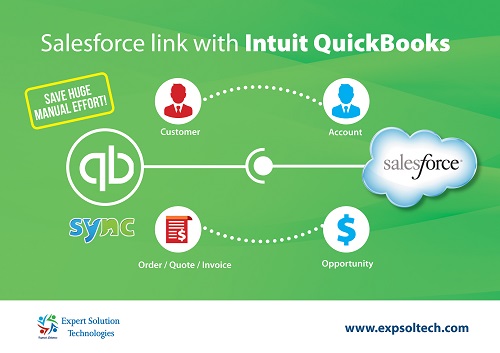 Salesforce link with Intuit QuickBooks
SAVE HUGE
MANUAL EFFORT!
Customer
Account
qb
salesforce
sync
Order / Quote / Invoice
Opportunity
Expert Solution
Technologies
www.expsoltech.com